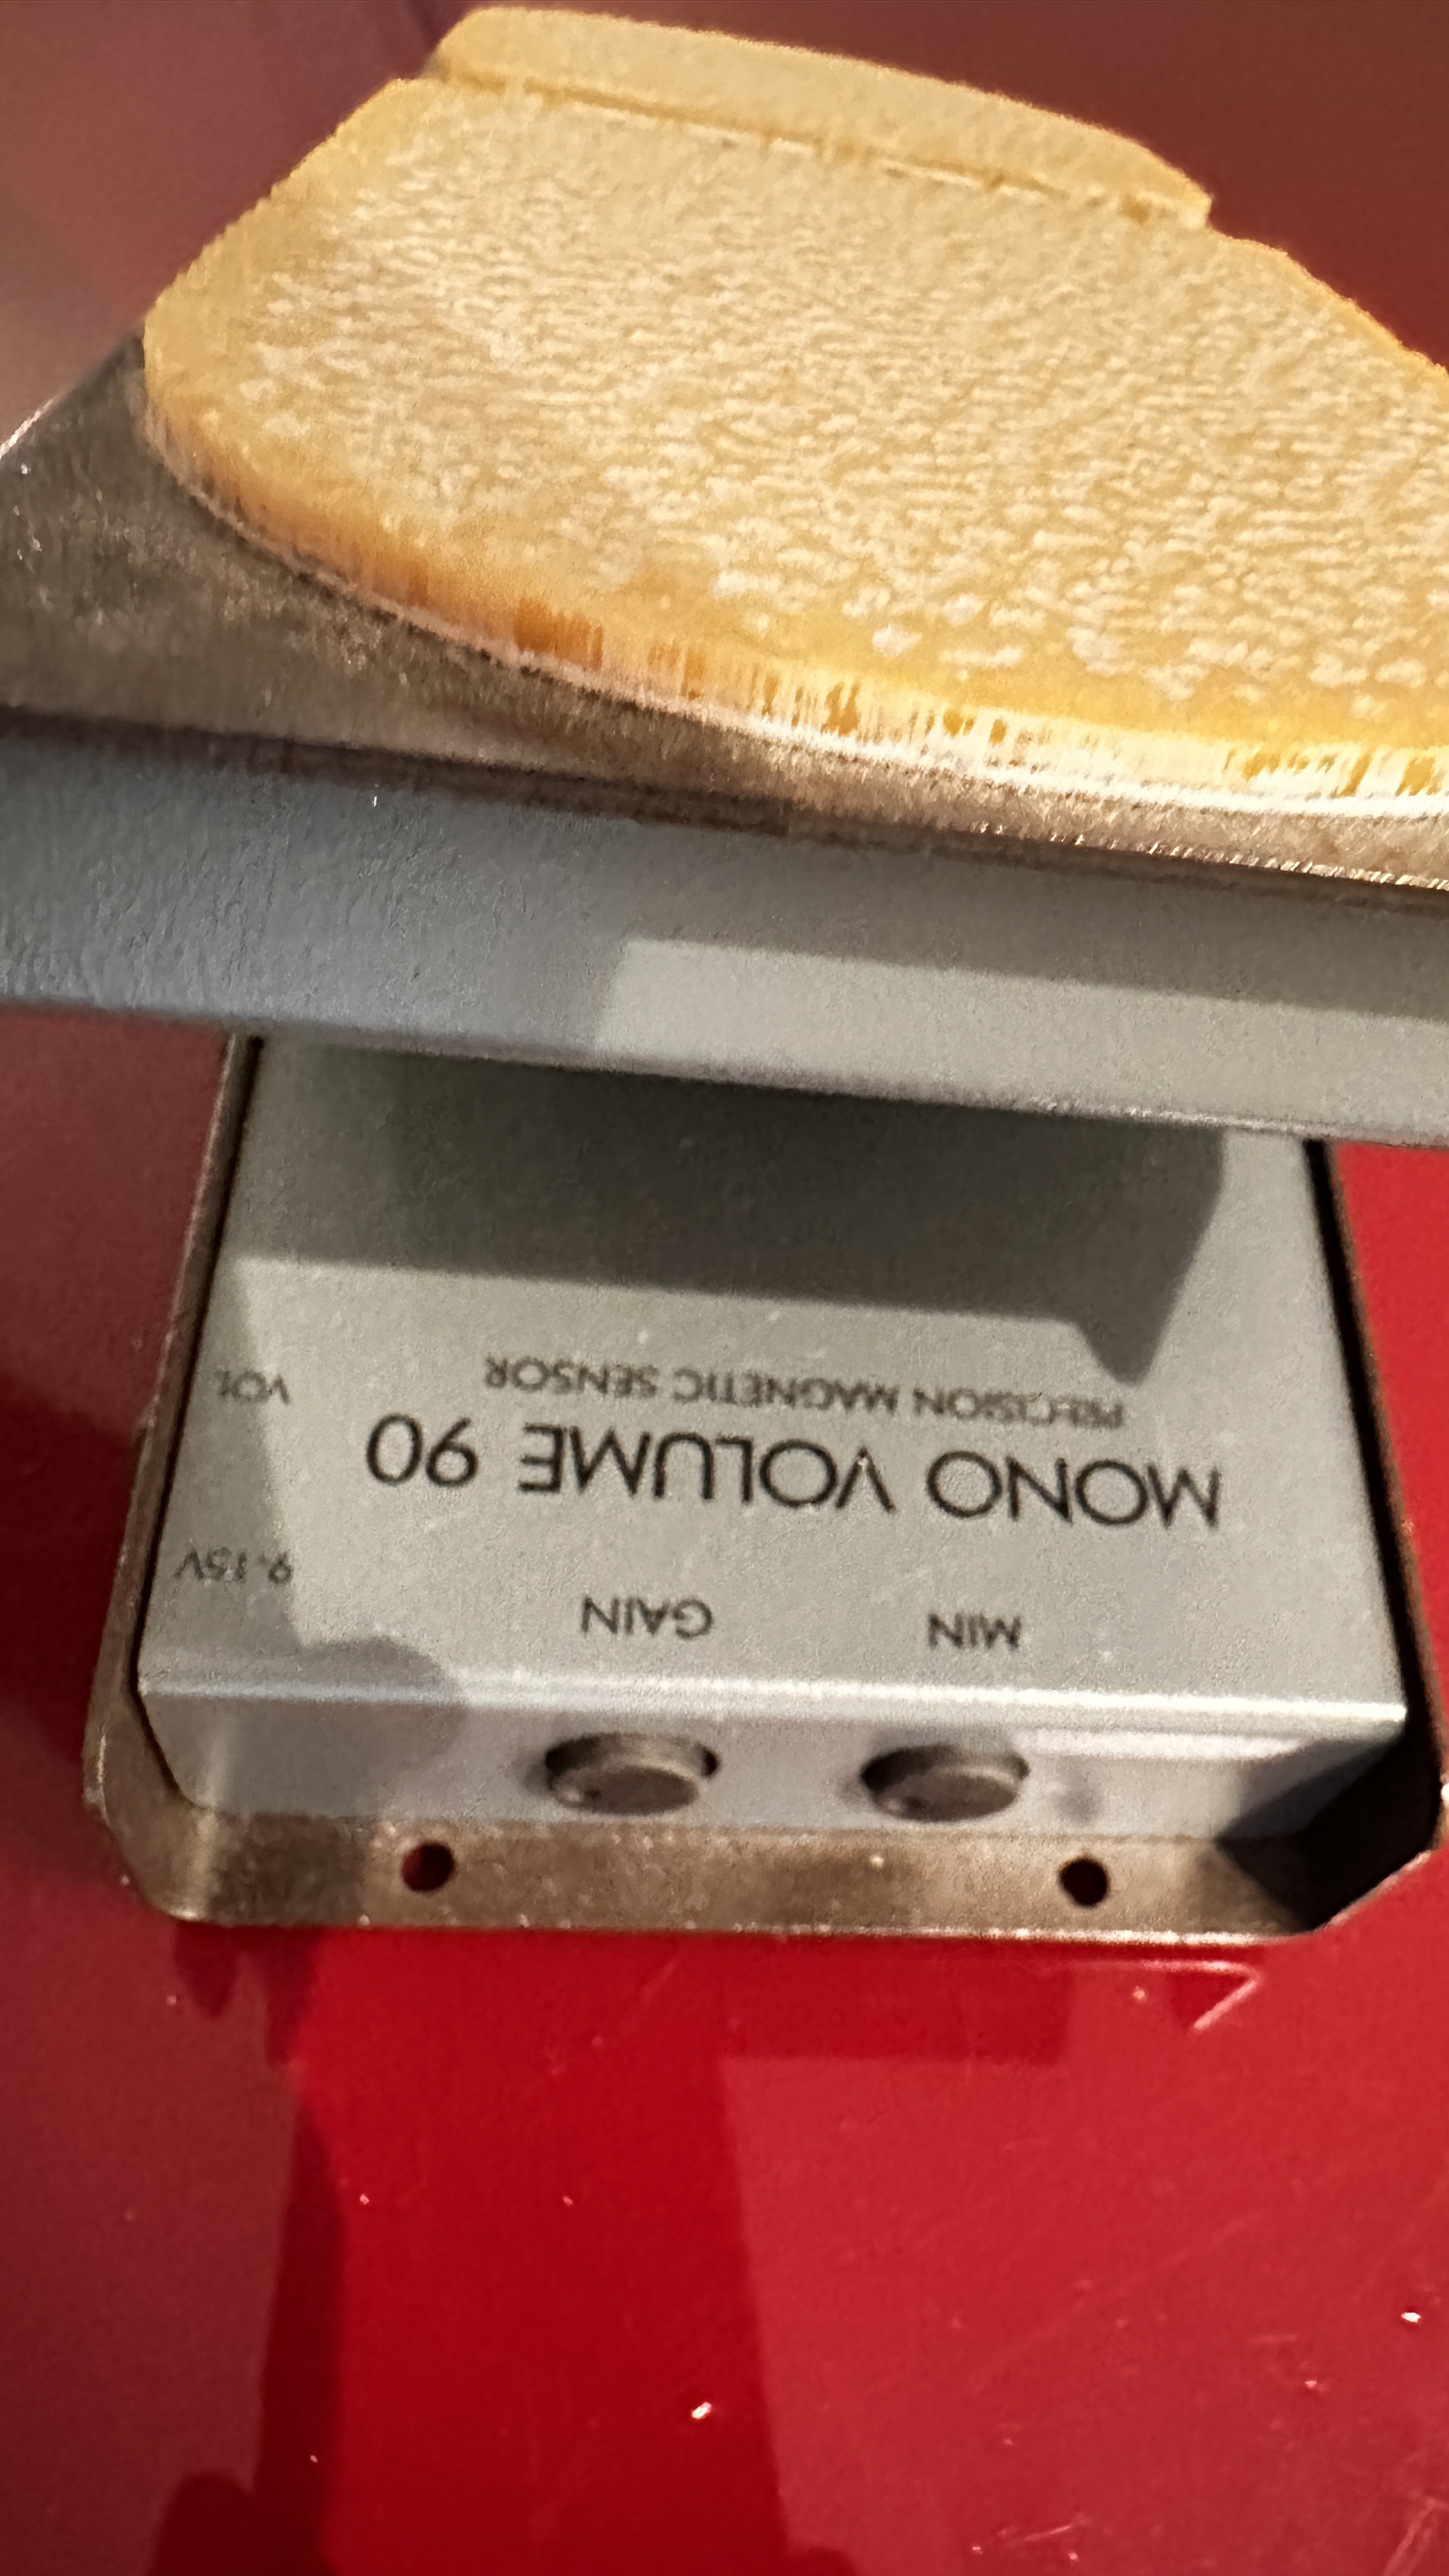 MIN GAIN 9-15V
MONO VOLUME 90
PRECISION MAGNETIC SENSOR
VOL